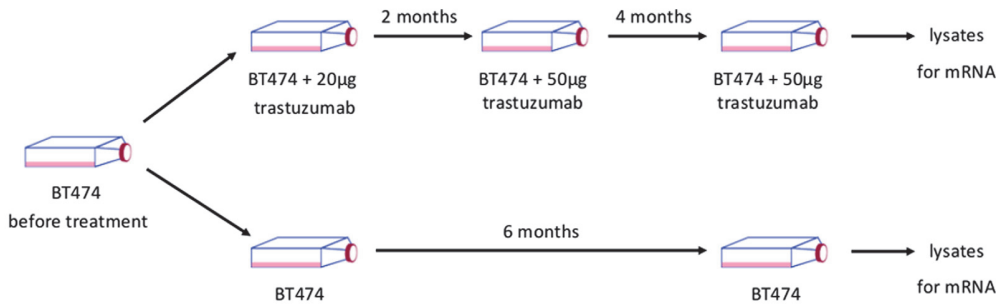 2 months
4 months
BT474 + 20μg
trastuzumab
BT474 + 50μg
trastuzumab
BT474 + 50μg
trastuzumab
lysates
for mRNA
BT474
before treatment
6 months
BT474
BT474
lysates
for mRNA